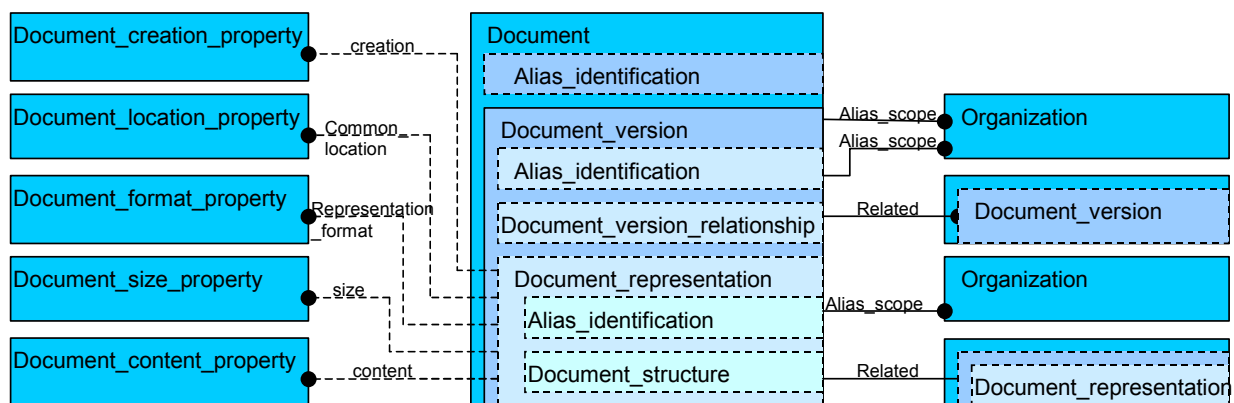 Document_creation_property
creation
Document_location_property
Common_
location
Document_format_property
Representation
_format
Document_size_property
size
Document_content_property
content
Document
Alias_identification
Document_version
Alias_identification
Document_version_relationship
Document_representation
Alias_identification
Document_structure
Alias_scope
Alias_scope
Related
Alias_scope
Related
Organization
Document_version
Organization
Document_representation